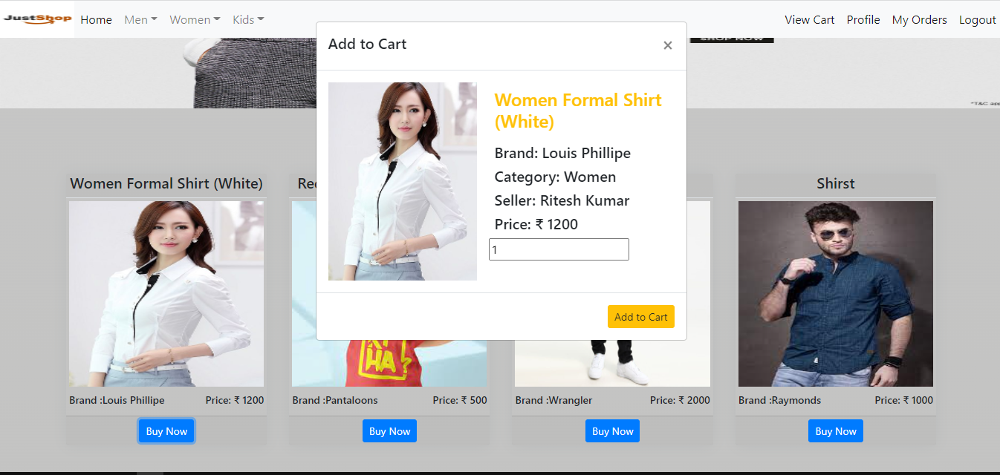 JustShop
Home Men Women Kids View Cart Profile My Orders Logout
SHOP NOW
Add to Cart ×
Women Formal Shirt
(White)
Brand: Louis Phillipe
Category: Women
Seller: Ritesh Kumar
Price: ₹ 1200
1
Add to Cart
Women Formal Shirt (White)
Shirst
HA
Brand :Louis Phillipe Price: ₹ 1200
Brand :Pantaloons Price: ₹ 500
Brand :Wrangler Price: ₹ 2000
Brand :Raymonds Price: ₹ 1000
Buy Now Buy Now Buy Now Buy Now